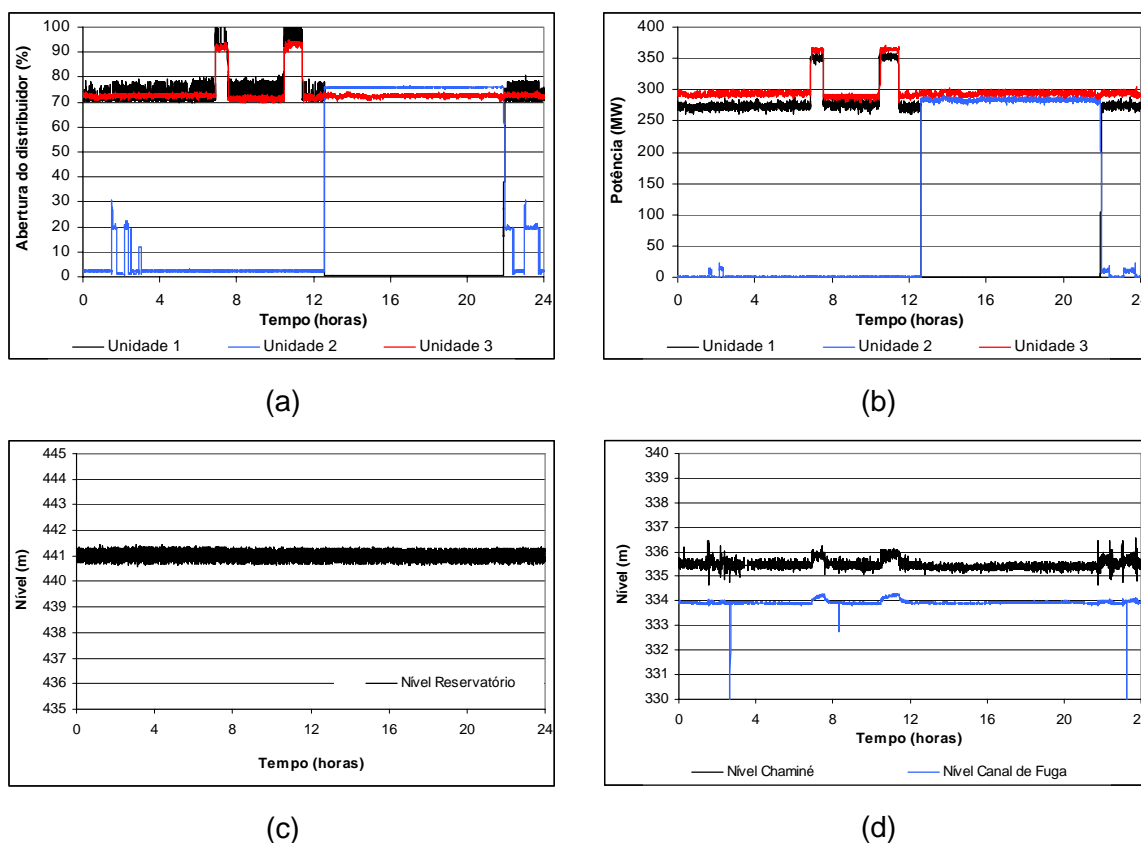 Abertura do distribuidor (%)
100
90
80
70
60
50
40
30
20
10
0
0 4 8 12 16 20 24
Tempo (horas)
Unidade 1 Unidade 2 Unidade 3
(a)
Potência (MW)
400
350
300
250
200
150
100
50
0
0 4 8 12 16 20 24
Tempo (horas)
Unidade 1 Unidade 2 Unidade 3
(b)
Nível (m)
445
444
443
442
441
440
439
438
437
436
435
Nível Reservatório
0 4 8 12 16 20 24
Tempo (horas)
(c)
Nível (m)
340
339
338
337
336
335
334
333
332
331
330
0 4 8 12 16 20 24
Tempo (horas)
Nível Chaminé Nível Canal de Fuga
(d)